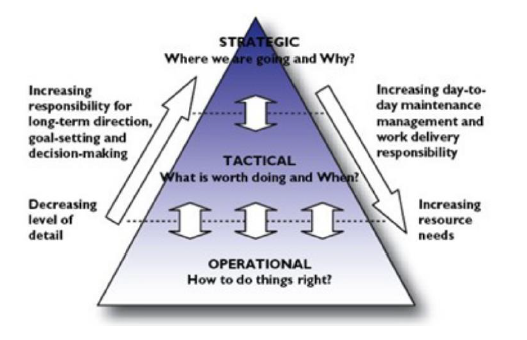 STRATEGIC
Where we are going and Why?
Increasing
responsibility for
long-term direction,
goal-setting and
decision-making
Increasing day-to-
day maintenance
management and
work delivery
responsibility
TACTICAL
What is worth doing and When?
Decreasing
level of
detail
Increasing
resource
needs
OPERATIONAL
How to do things right?